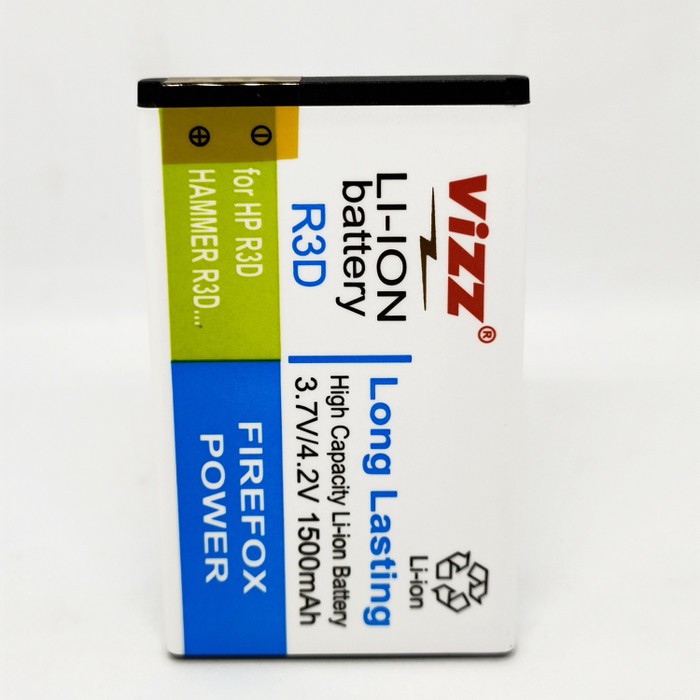 Vizz®
LI-ION
battery
R3D
Long Lasting
High Capacity Li-ion Battery
3.7V/4.2V 1500mAh
Li-ion
for HP R3D
HAMMER R3D...
FIREFOX
POWER